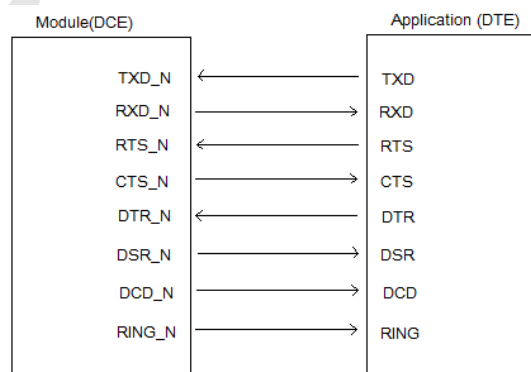 Module(DCE) Application (DTE)
TXD_N TXD
RXD_N RXD
RTS_N RTS
CTS_N CTS
DTR_N DTR
DSR_N DSR
DCD_N DCD
RING_N RING